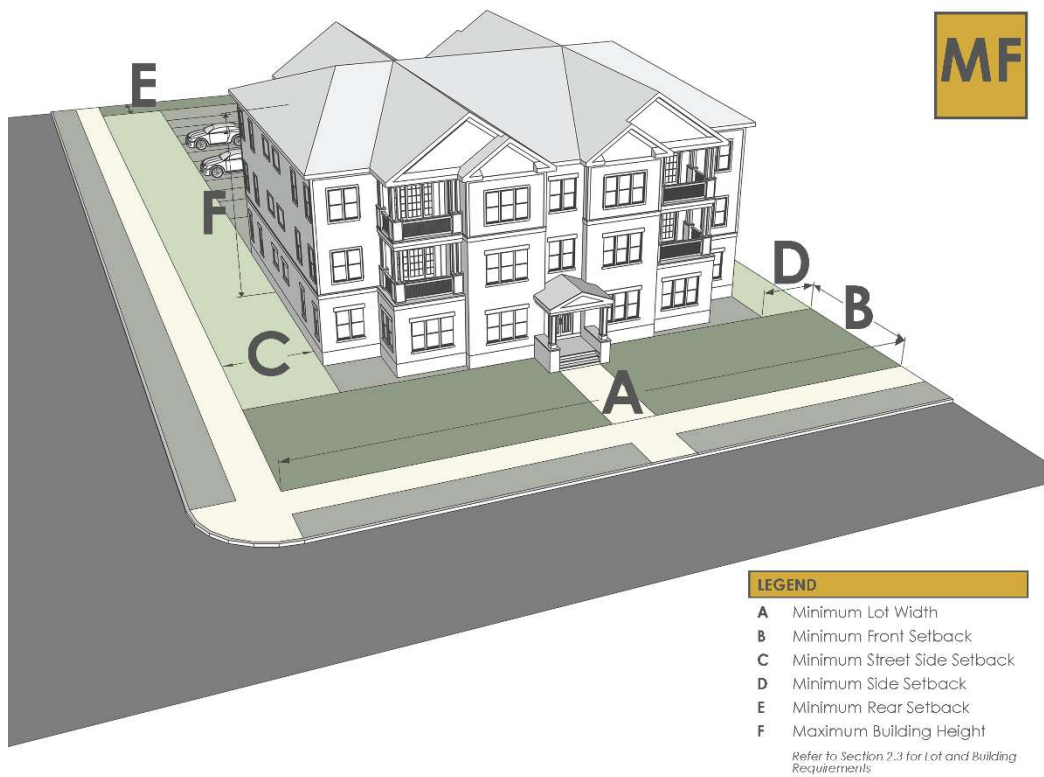 MF
E
F
C
D
B
A
LEGEND
A Minimum Lot Width
B Minimum Front Setback
C Minimum Street Side Setback
D Minimum Side Setback
E Minimum Rear Setback
F Maximum Building Height
Refer to Section 2.3 for Lot and Building
Requirements